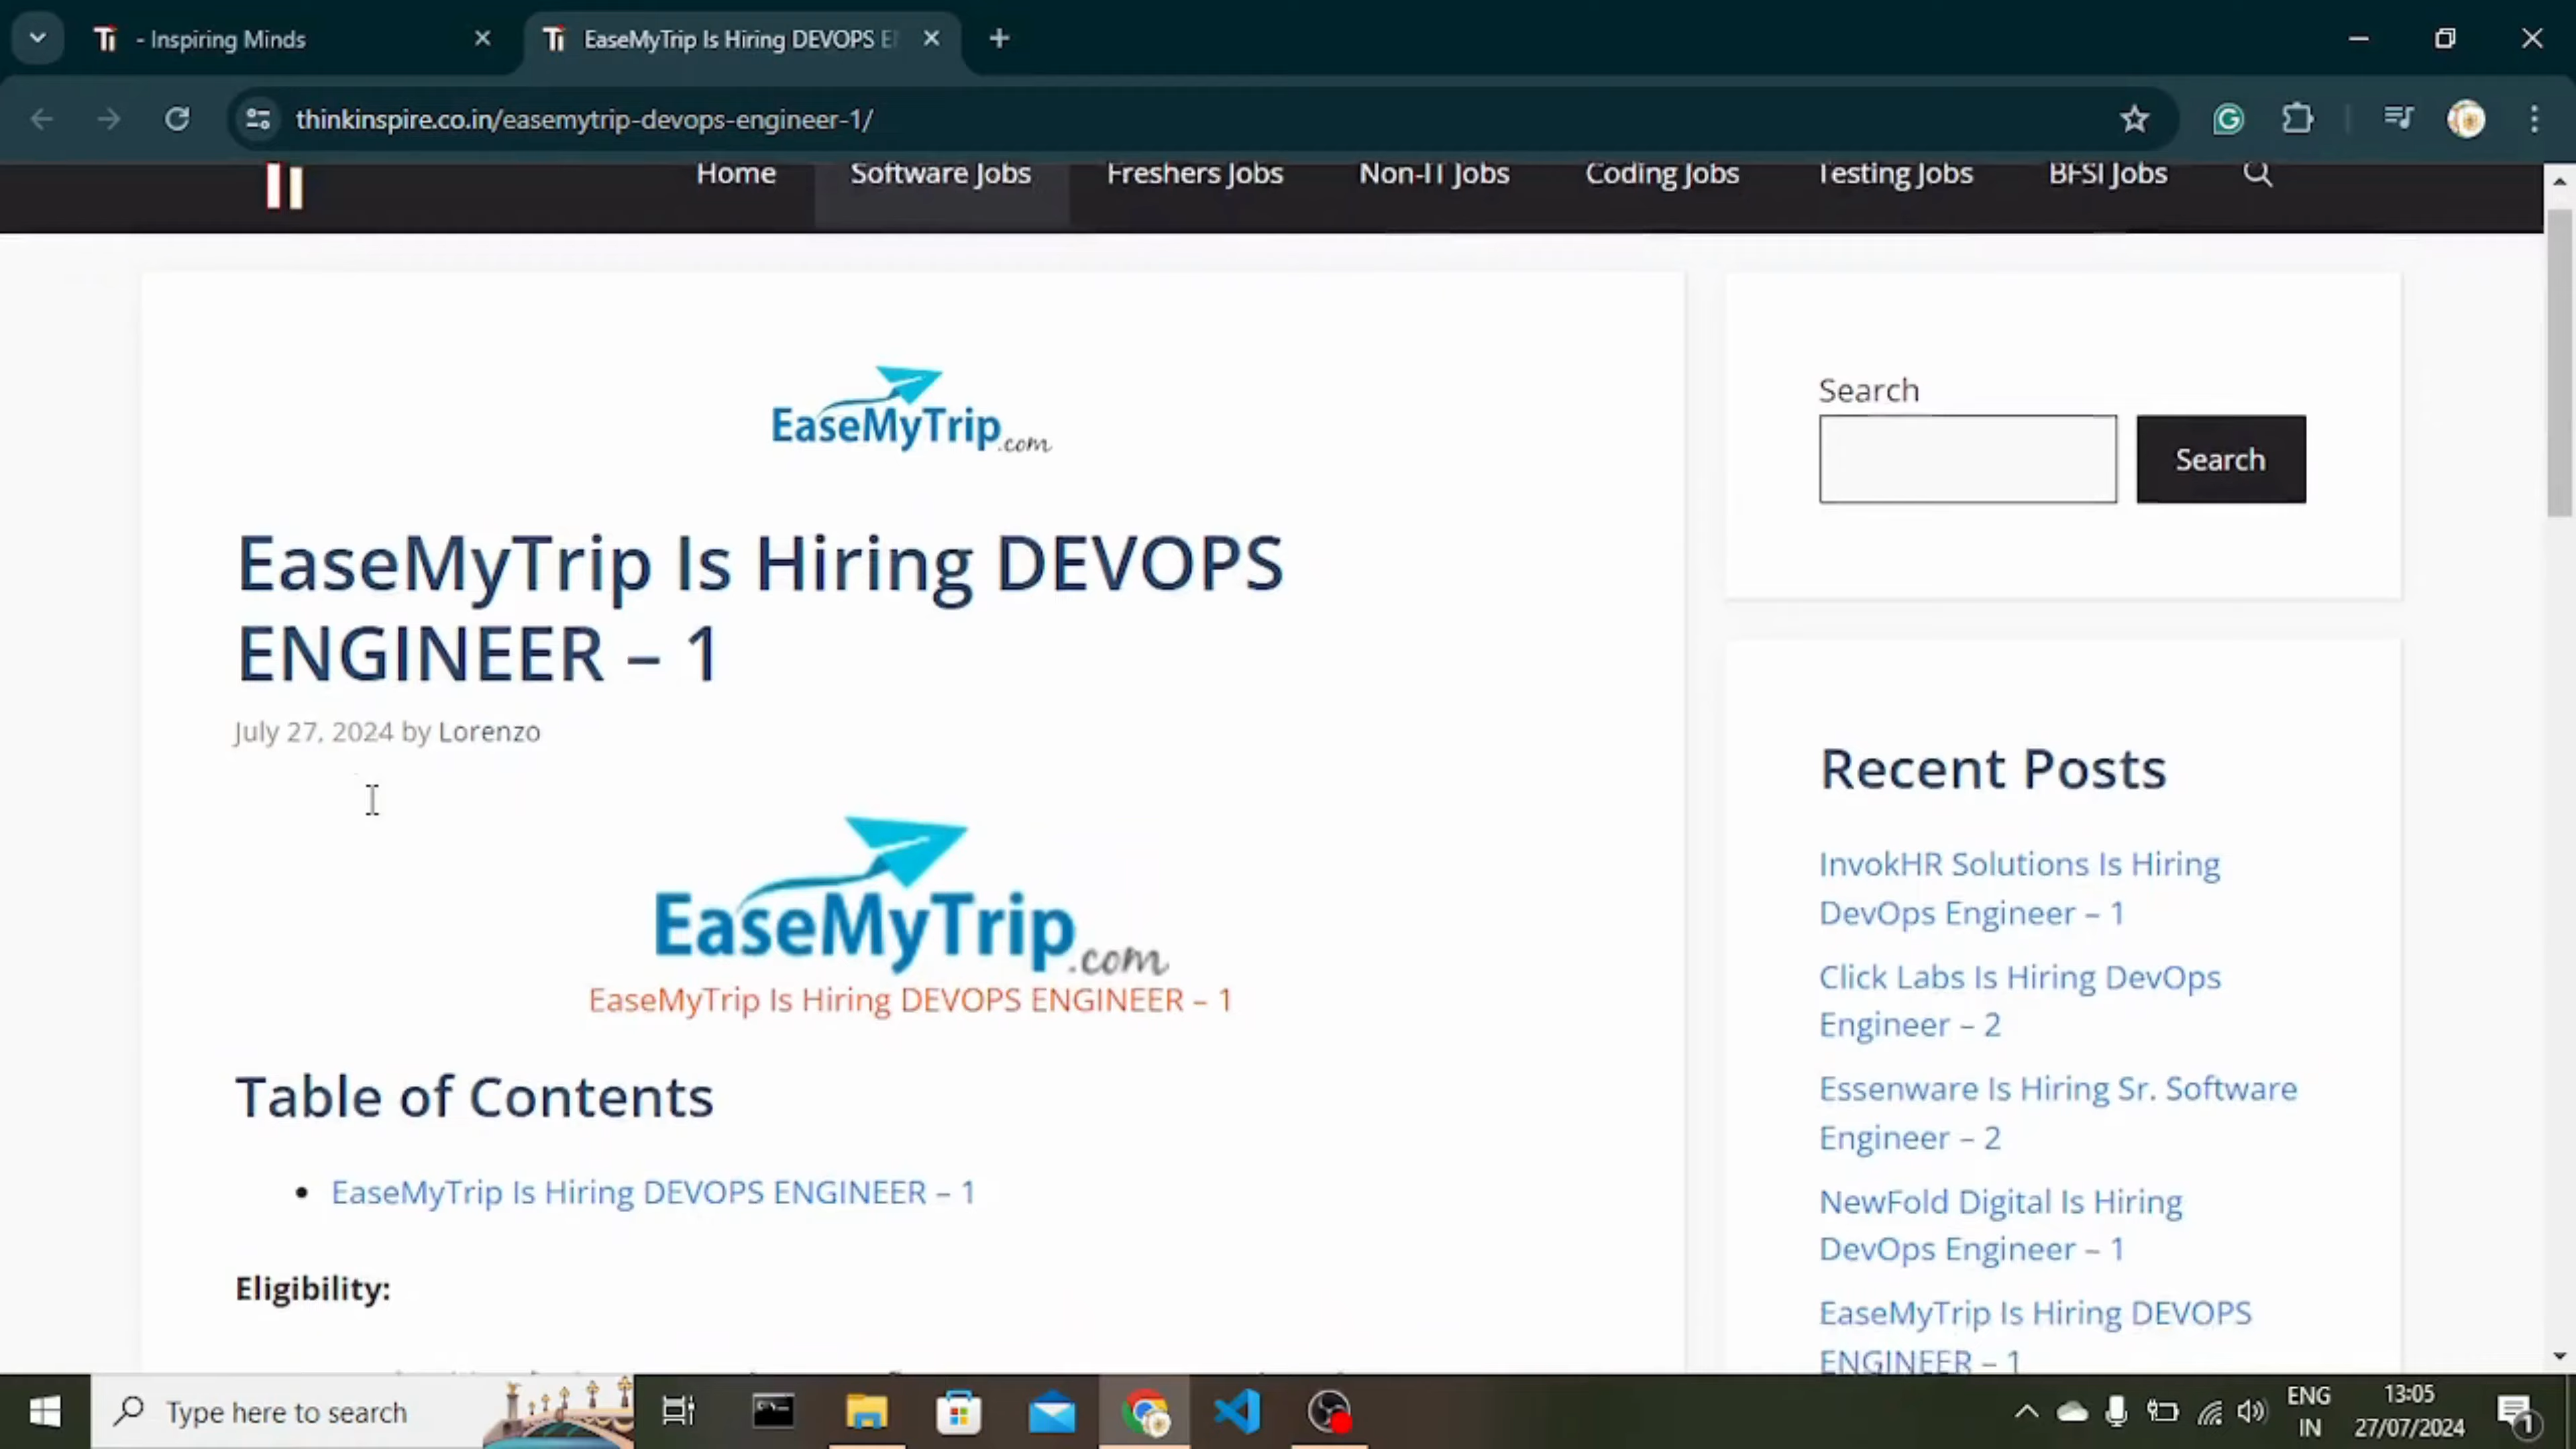 - Inspiring Minds
EaseMyTrip Is Hiring DEVOPS E
thinkinspire.co.in/easemytrip-devops-engineer-1/
Home Software Jobs Freshers Jobs Non-IT Jobs Coding Jobs Testing Jobs BFSI Jobs
EaseMyTrip.com
EaseMyTrip Is Hiring DEVOPS
ENGINEER – 1
July 27, 2024 by Lorenzo
EaseMyTrip.com
EaseMyTrip Is Hiring DEVOPS ENGINEER – 1
Table of Contents
• EaseMyTrip Is Hiring DEVOPS ENGINEER – 1
Eligibility:
Search
Search
Recent Posts
InvokHR Solutions Is Hiring
DevOps Engineer – 1
Click Labs Is Hiring DevOps
Engineer – 2
Essenware Is Hiring Sr. Software
Engineer – 2
NewFold Digital Is Hiring
DevOps Engineer – 1
EaseMyTrip Is Hiring DEVOPS
ENGINEER – 1
Type here to search
ENG
IN
13:05
27/07/2024
1